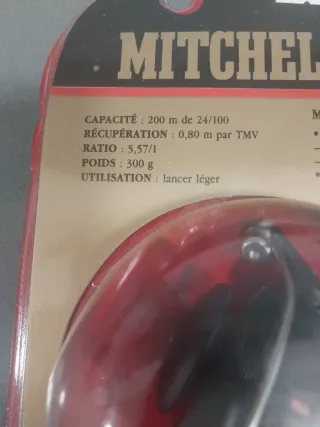 MITCHEL
CAPACITÉ : 200 m de 24/100
RÉCUPÉRATION : 0,80 m par TMV
RATIO : 5,57/1
POIDS : 300 g
UTILISATION : lancer léger
M